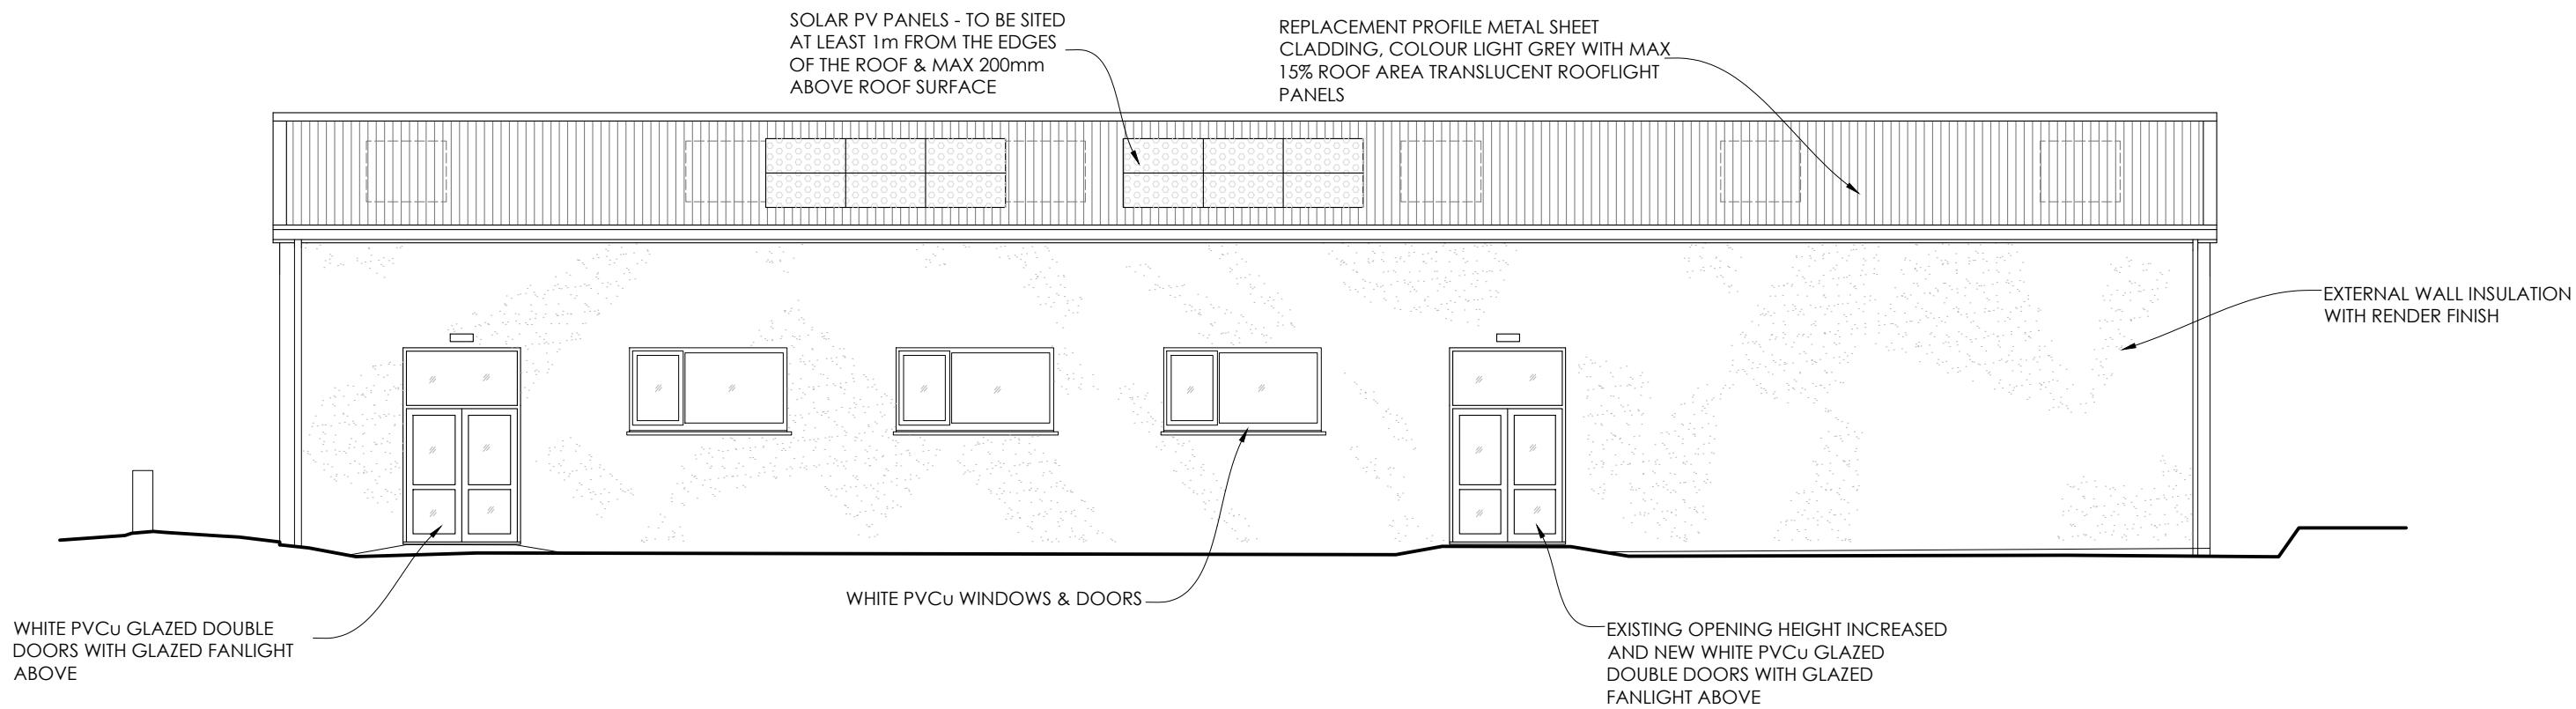 SOLAR PV PANELS - TO BE SITED
AT LEAST 1m FROM THE EDGES
OF THE ROOF & MAX 200mm
ABOVE ROOF SURFACE
REPLACEMENT PROFILE METAL SHEET
CLADDING, COLOUR LIGHT GREY WITH MAX
15% ROOF AREA TRANSLUCENT ROOFLIGHT
PANELS
EXTERNAL WALL INSULATION
WITH RENDER FINISH
WHITE PVCu WINDOWS & DOORS
WHITE PVCu GLAZED DOUBLE
DOORS WITH GLAZED FANLIGHT
ABOVE
EXISTING OPENING HEIGHT INCREASED
AND NEW WHITE PVCu GLAZED
DOUBLE DOORS WITH GLAZED
FANLIGHT ABOVE